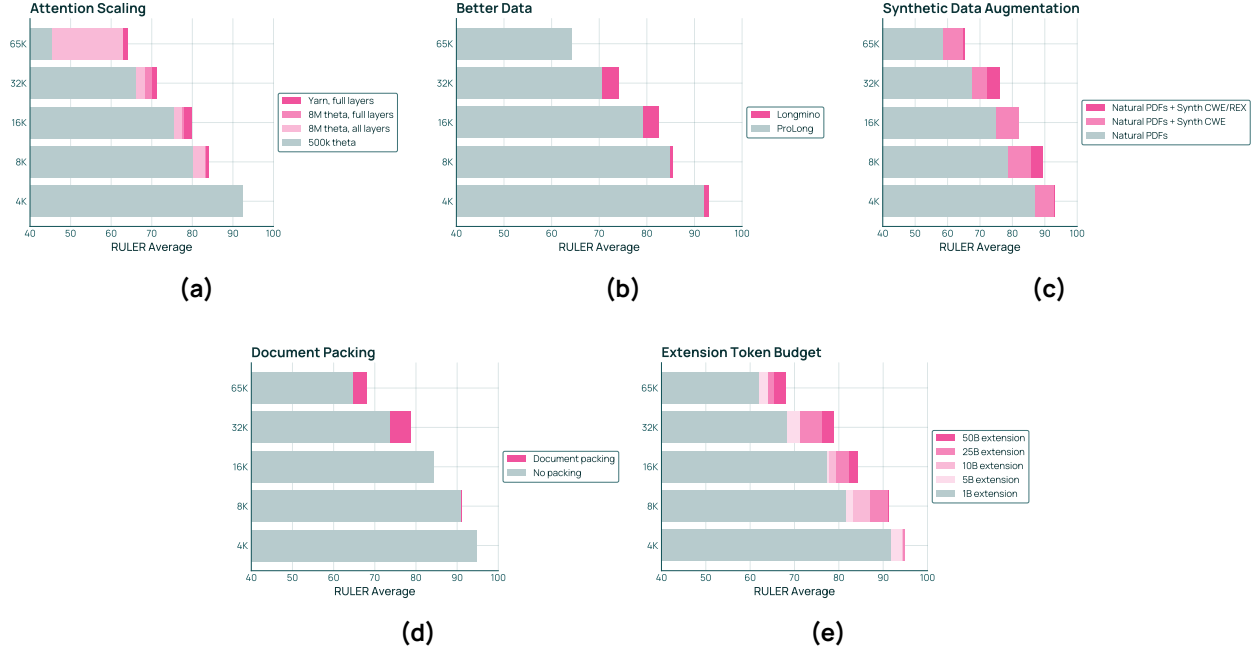 Attention Scaling
65K
32K
16K
8K
4K
40 50 60 70 80 90 100
RULER Average
Yarn, full layers
8M theta, full layers
8M theta, all layers
500k theta
(a)
Better Data
65K
32K
16K
8K
4K
40 50 60 70 80 90 100
RULER Average
Longmino
ProLong
(b)
Synthetic Data Augmentation
65K
32K
16K
8K
4K
40 50 60 70 80 90 100
RULER Average
Natural PDFs + Synth CWE/REX
Natural PDFs + Synth CWE
Natural PDFs
(c)
Document Packing
65K
32K
16K
8K
4K
40 50 60 70 80 90 100
RULER Average
Document packing
No packing
(d)
Extension Token Budget
65K
32K
16K
8K
4K
40 50 60 70 80 90 100
RULER Average
50B extension
25B extension
10B extension
5B extension
1B extension
(e)